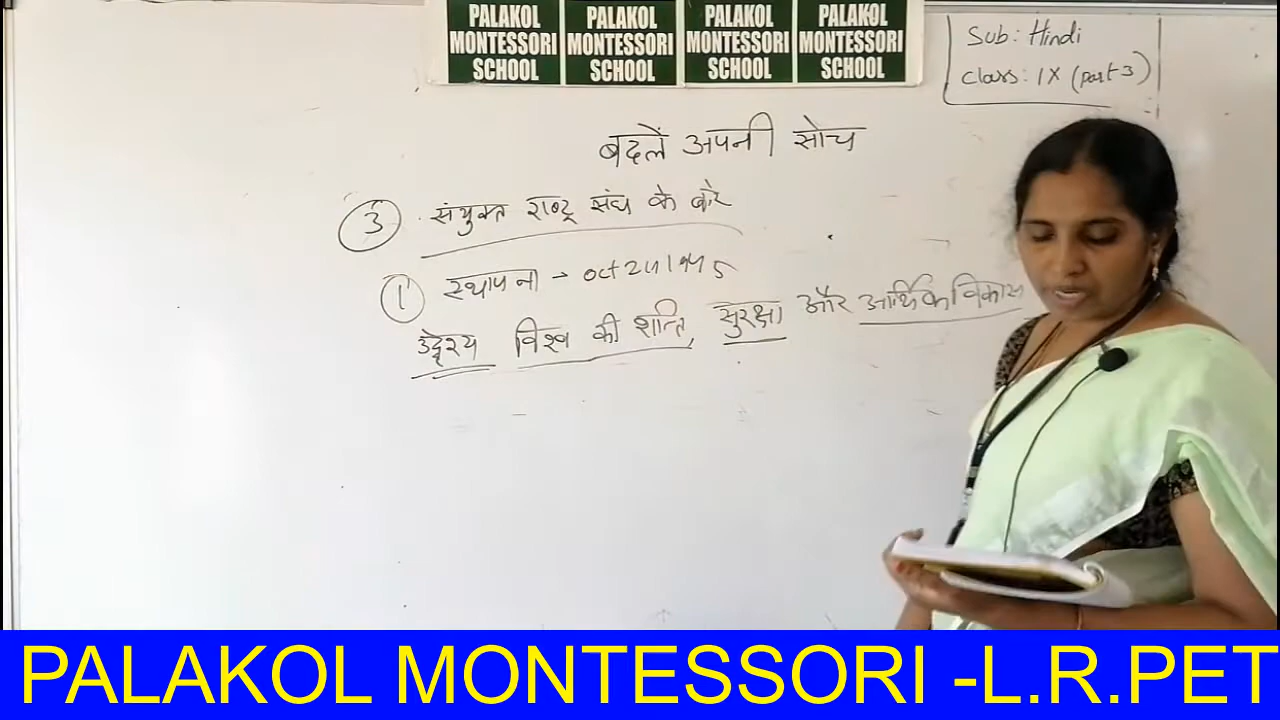 PALAKOL MONTESSORI SCHOOL
PALAKOL MONTESSORI SCHOOL
PALAKOL MONTESSORI SCHOOL
PALAKOL MONTESSORI SCHOOL
Sub: Hindi
Class: IX (part-3)
बदलें अपनी सोच
3 संयुक्त राष्ट्र संघ के बारे
1 स्थापना → oct 24 1945
उद्देश्य विश्व की शान्ति, सुरक्षा और आर्थिक विकास
PALAKOL MONTESSORI -L.R.PET